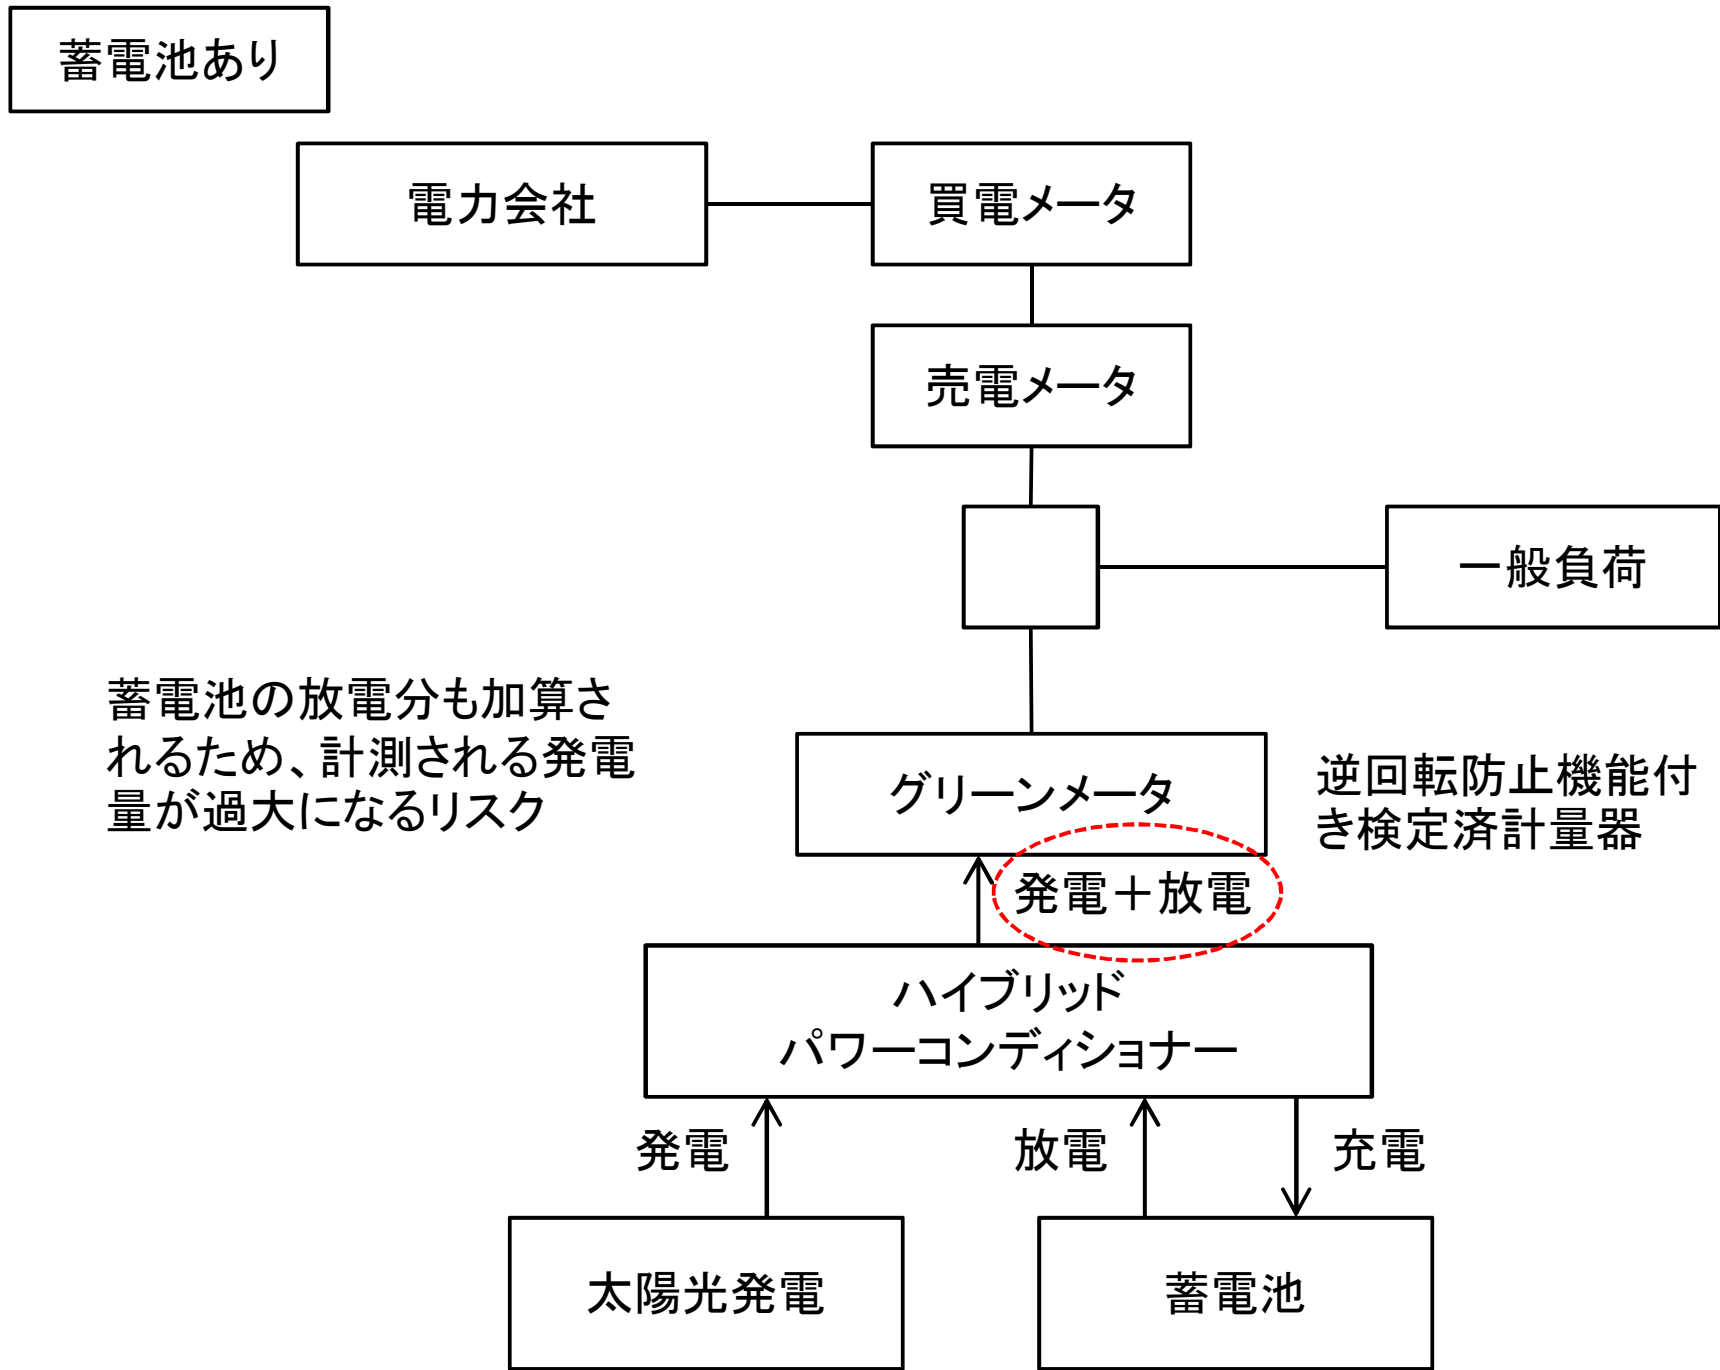 蓄電池あり
電力会社
買電メータ
売電メータ
一般負荷
蓄電池の放電分も加算さ
れるため、計測される発電
量が過大になるリスク
グリーンメータ
逆回転防止機能付
き検定済計量器
発電＋放電
ハイブリッド
パワーコンディショナー
発電
放電
充電
太陽光発電
蓄電池